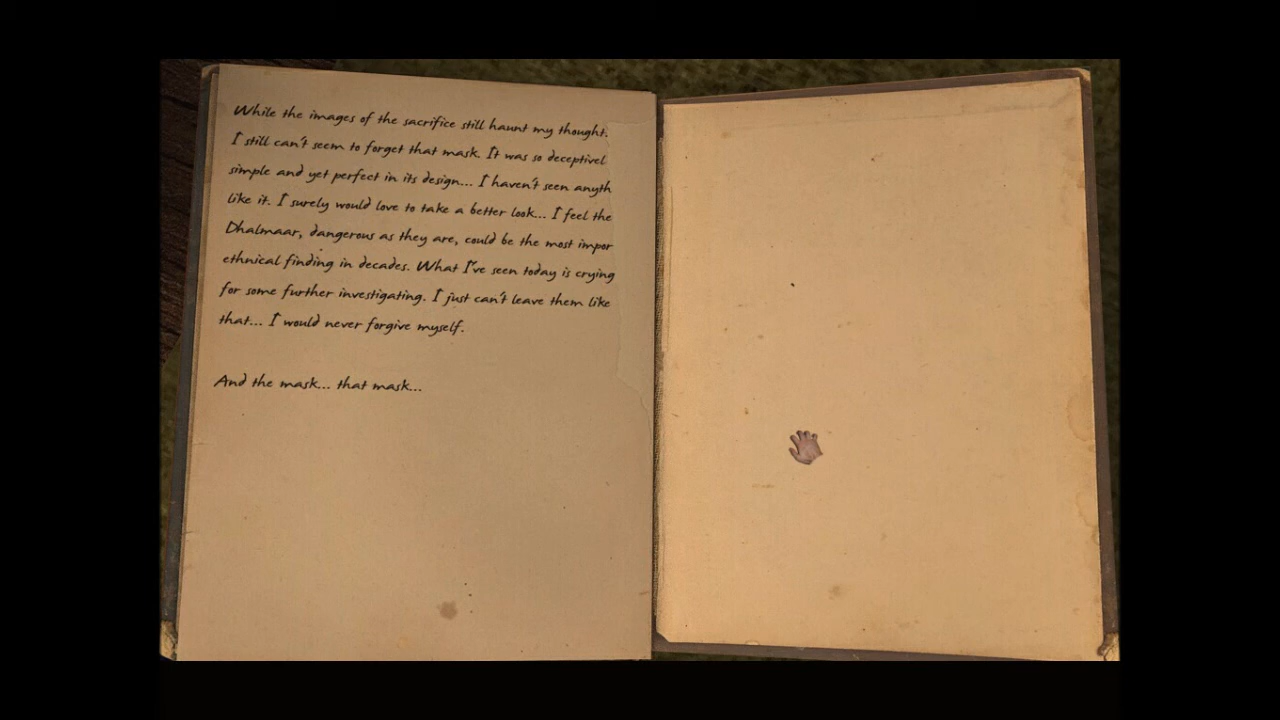 While the images of the sacrifice still haunt my thought.
I still can't seem to forget that mask. It was so deceptivel
simple and yet perfect in its design... I haven't seen anyth
like it. I surely would love to take a better look... I feel the
Dhalmaar, dangerous as they are, could be the most impor
ethnical finding in decades. What I've seen today is crying
for some further investigating. I just can't leave them like
that... I would never forgive myself.
And the mask... that mask...